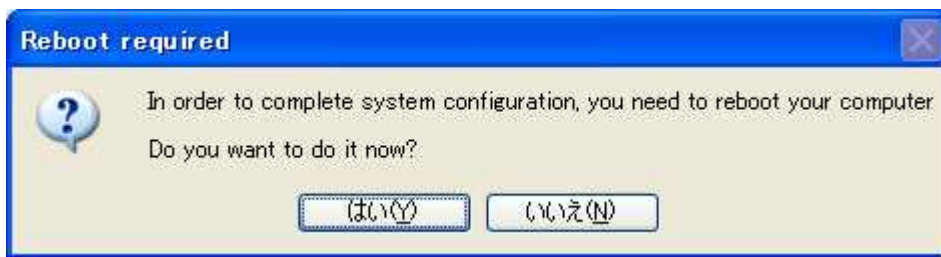 Reboot required
In order to complete system configuration, you need to reboot your computer
Do you want to do it now?
はい(Y)
いいえ(N)